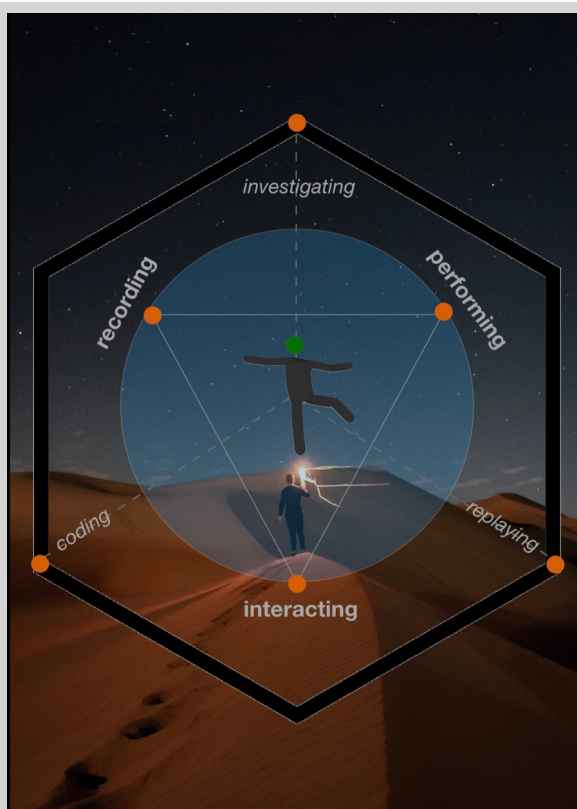 investigating
recording
performing
coding
replaying
interacting